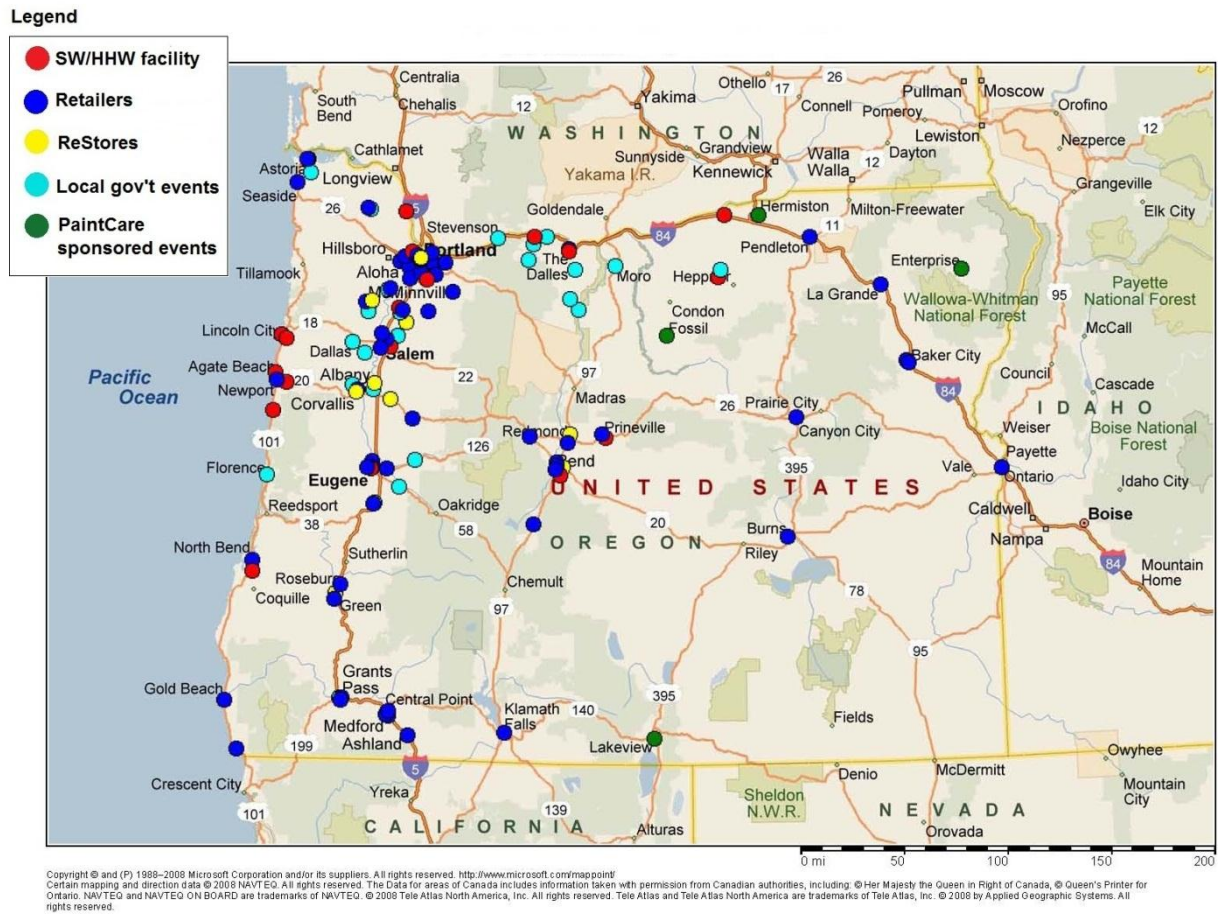 Legend
SW/HHW facility
Retailers
ReStores
Local gov't events
PaintCare
sponsored events
Centralia
Chehalis
South
Bend
12
Yakima
Othello
26
17
Connell
Pullman
Moscow
Pomeroy
Orofino
Lewiston
Nezperce
12
WASHINGTON
Cathlamet
Astoria
Longview
Seaside
Sunnyside
Grandview
Yakama I.R.
Kennewick
Walla
Walla
12
Dayton
Grangeville
Elk City
26
5
Stevenson
Goldendale
84
Hermiston
11
Milton-Freewater
Pendleton
Hillsboro
Portland
Tillamook
Aloha
The
Dalles
Moro
Heppner
Enterprise
95
Payette
National Forest
McMinnville
La Grande
Wallowa-Whitman
National Forest
Condon
Fossil
McCall
Lincoln City
18
Dallas
Salem
Baker City
Council
Cascade
Agate Beach
Pacific
Ocean
Newport
20
Albany
22
97
Madras
84
IDAHO
Corvallis
26
Prairie City
Canyon City
Weiser
Boise National
Forest
101
Redmond
Prineville
126
Payette
Florence
Eugene
Bend
395
Vale
Ontario
Idaho City
UNITED STATES
Reedsport
38
Oakridge
58
20
Burns
Riley
Caldwell
Nampa
Boise
OREGON
North Bend
Sutherlin
84
Mountain
Home
Roseburg
Coquille
Green
Chemult
97
78
95
Gold Beach
Grants
Pass
Central Point
Medford
Ashland
Klamath
Falls
140
395
Lakeview
Fields
199
Crescent City
5
Yreka
101
139
CALIFORNIA
Alturas
Sheldon
N.W.R.
Denio
McDermitt
NEVADA
Orovada
Owyhee
Mountain
City
0 mi 50 100 150 200
Copyright © and (P) 1988–2008 Microsoft Corporation and/or its suppliers. All rights reserved. http://www.microsoft.com/mappoint/
Certain mapping and direction data © 2008 NAVTEQ. All rights reserved. The Data for areas of Canada includes information taken with permission from Canadian authorities, including: © Her Majesty the Queen in Right of Canada, © Queen's Printer for
Ontario. NAVTEQ and NAVTEQ ON BOARD are trademarks of NAVTEQ. © 2008 Tele Atlas North America, Inc. All rights reserved. Tele Atlas and Tele Atlas North America are trademarks of Tele Atlas, Inc. © 2008 by Applied Geographic Systems. All
rights reserved.